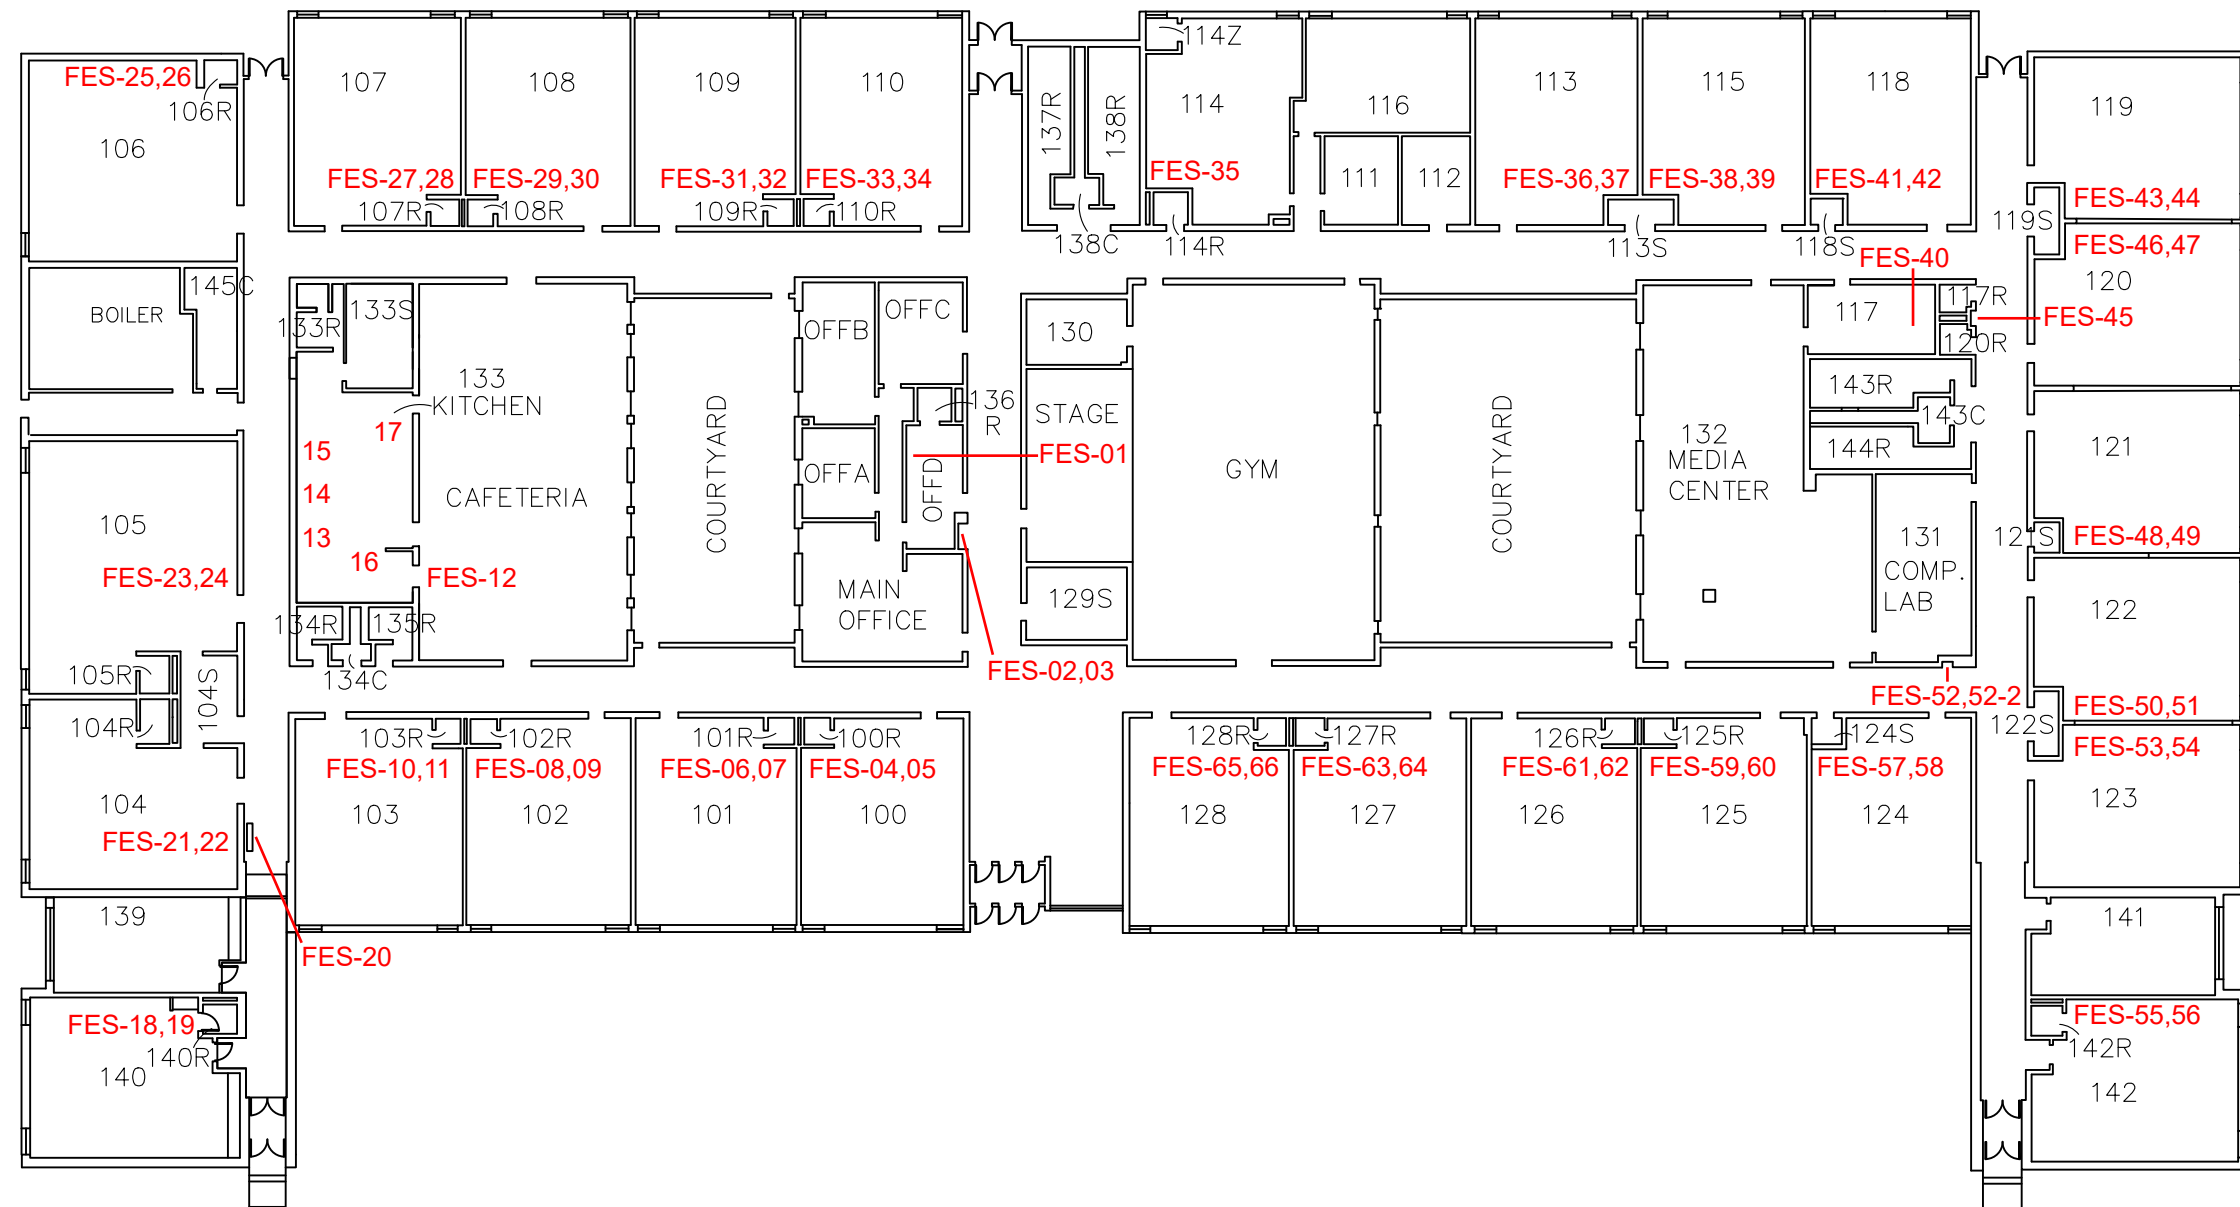 114Z
FES-25,26
107
108
109
110
114
116
113
115
118
119
106R
106
137R
138R
FES-27,28
FES-29,30
FES-31,32
FES-33,34
FES-35
111
112
FES-36,37
FES-38,39
FES-41,42
FES-43,44
107R
108R
109R
110R
119S
138C
114R
113S
118S
FES-46,47
FES-40
120
145C
BOILER
133R
133S
OFFB
OFFC
130
117
117R
FES-45
120R
133
KITCHEN
136
R
143R
143C
STAGE
17
15
COURTYARD
FES-01
GYM
COURTYARD
132
MEDIA
CENTER
144R
121
14
CAFETERIA
OFFA
OFFD
105
13
16
FES-23,24
FES-12
131
COMP.
LAB
121S
FES-48,49
MAIN
OFFICE
129S
122
134R
135R
134C
105R
104S
FES-02,03
FES-52,52-2
FES-50,51
122S
104R
103R
102R
101R
100R
128R
127R
126R
125R
124S
FES-53,54
FES-10,11
FES-08,09
FES-06,07
FES-04,05
FES-65,66
FES-63,64
FES-61,62
FES-59,60
FES-57,58
104
103
102
101
100
128
127
126
125
124
123
FES-21,22
139
141
FES-20
FES-18,19
140R
140
FES-55,56
142R
142